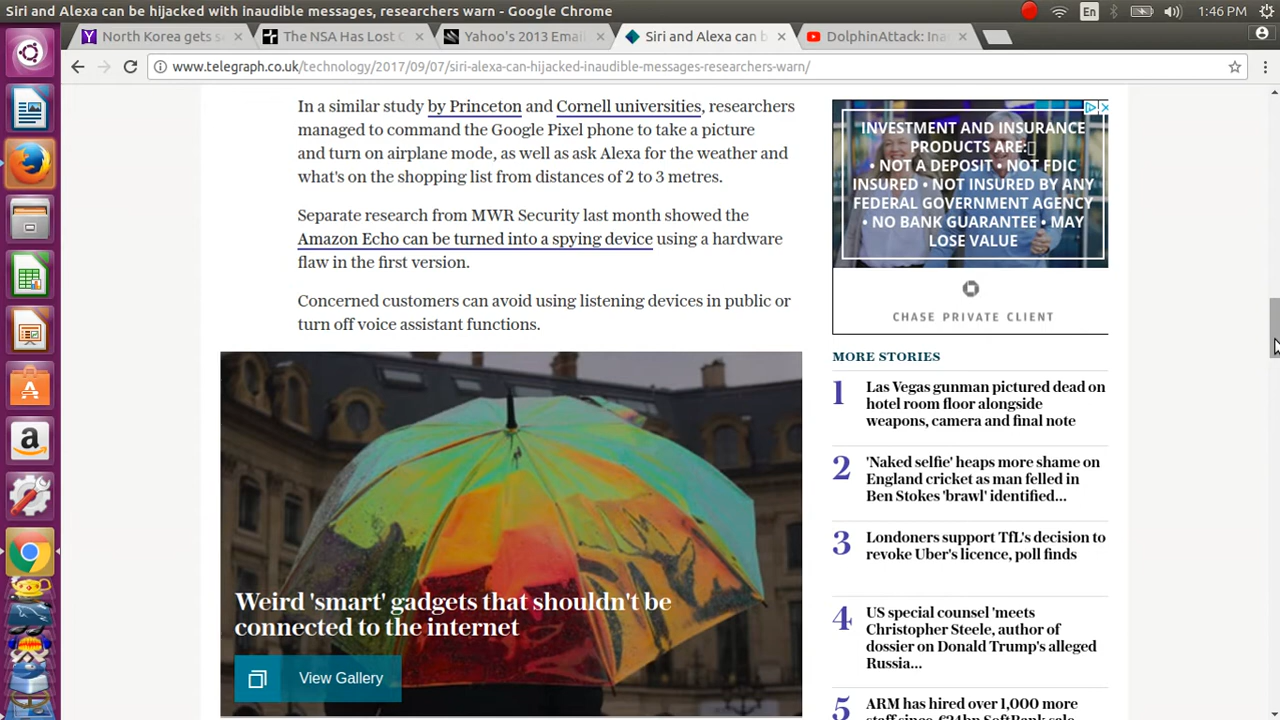 Siri and Alexa can be hijacked with inaudible messages, researchers warn - Google Chrome
En
1:46 PM
North Korea gets s
The NSA Has Lost C
Yahoo's 2013 Email
Siri and Alexa can b
DolphinAttack: Ina
www.telegraph.co.uk/technology/2017/09/07/siri-alexa-can-hijacked-inaudible-messages-researchers-warn/
In a similar study by Princeton and Cornell universities, researchers
managed to command the Google Pixel phone to take a picture
and turn on airplane mode, as well as ask Alexa for the weather and
what's on the shopping list from distances of 2 to 3 metres.
Separate research from MWR Security last month showed the
Amazon Echo can be turned into a spying device using a hardware
flaw in the first version.
Concerned customers can avoid using listening devices in public or
turn off voice assistant functions.
Weird 'smart' gadgets that shouldn't be
connected to the internet
View Gallery
INVESTMENT AND INSURANCE
PRODUCTS ARE:
• NOT A DEPOSIT • NOT FDIC
INSURED • NOT INSURED BY ANY
FEDERAL GOVERNMENT AGENCY
• NO BANK GUARANTEE • MAY
LOSE VALUE
CHASE PRIVATE CLIENT
MORE STORIES
1 Las Vegas gunman pictured dead on
hotel room floor alongside
weapons, camera and final note
2 'Naked selfie' heaps more shame on
England cricket as man felled in
Ben Stokes 'brawl' identified...
3 Londoners support TfL's decision to
revoke Uber's licence, poll finds
4 US special counsel 'meets
Christopher Steele, author of
dossier on Donald Trump's alleged
Russia...
5 ARM has hired over 1,000 more
staff since £24bn SoftBank sale